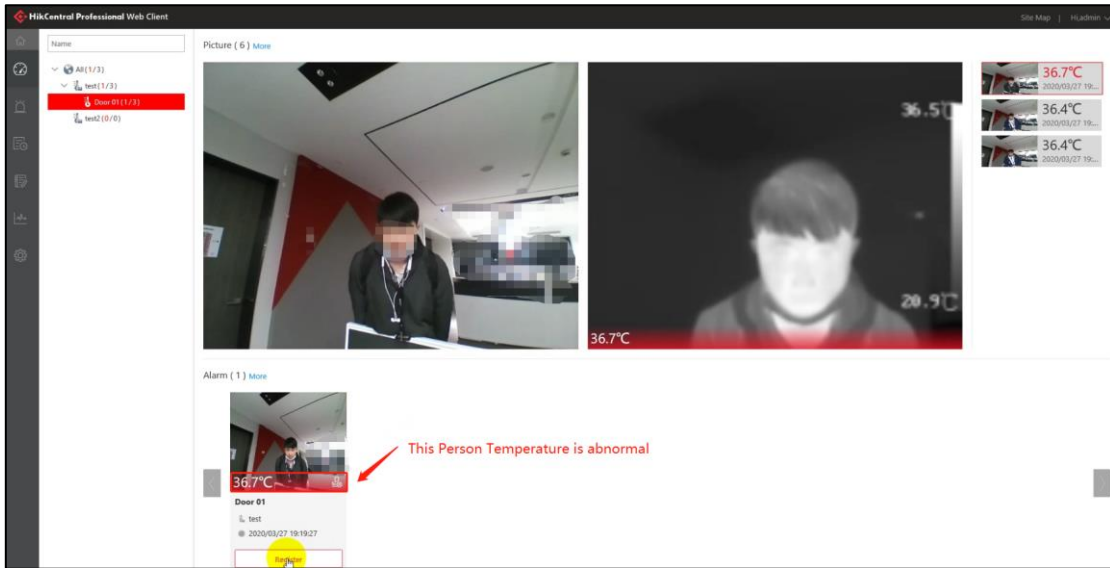 HikCentral Professional Web Client
Site Map | Hi,admin
Name
All(1/3)
test(1/3)
Door 01(1/3)
test2(0/0)
Picture ( 6 ) More
36.5℃
20.9℃
36.7℃
36.7℃
2020/03/27 19:...
36.4℃
2020/03/27 19:...
36.4℃
2020/03/27 19:...
Alarm ( 1 ) More
This Person Temperature is abnormal
36.7℃
Door 01
test
2020/03/27 19:19:27
Register